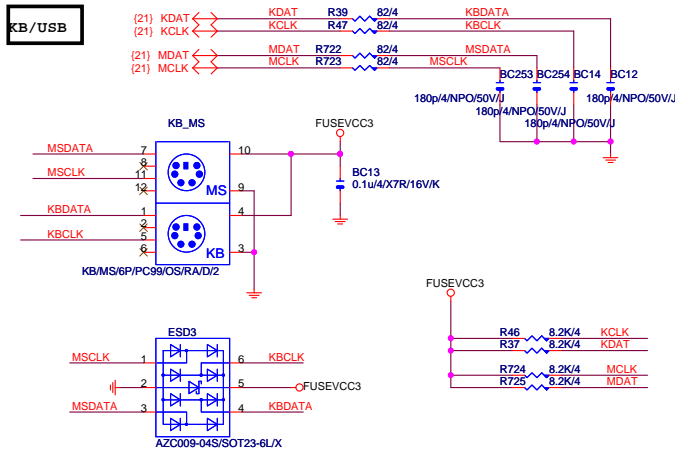 KB/USB
{21} KDAT KDAT R39 82/4 KBDATA
{21} KCLK KCLK R47 82/4 KBCLK
{21} MDAT MDAT R722 82/4 MSDATA
{21} MCLK MCLK R723 82/4 MSCLK
BC253 BC254 BC14 BC12
180p/4/NPO/50V/J 180p/4/NPO/50V/J
180p/4/NPO/50V/J
180p/4/NPO/50V/J
KB_MS FUSEVCC3
MSDATA 7 10
8
MSCLK 11
12 MS 9
BC13
0.1u/4/X7R/16V/K
KBDATA 1 4
2
KBCLK 5
6 KB 3
KB/MS/6P/PC99/OS/RA/D/2
FUSEVCC3
R46 8.2K/4 KCLK
R37 8.2K/4 KDAT
R724 8.2K/4 MCLK
R725 8.2K/4 MDAT
ESD3
MSCLK 1 6 KBCLK
2 5 FUSEVCC3
MSDATA 3 4 KBDATA
AZC009-04S/SOT23-6L/X